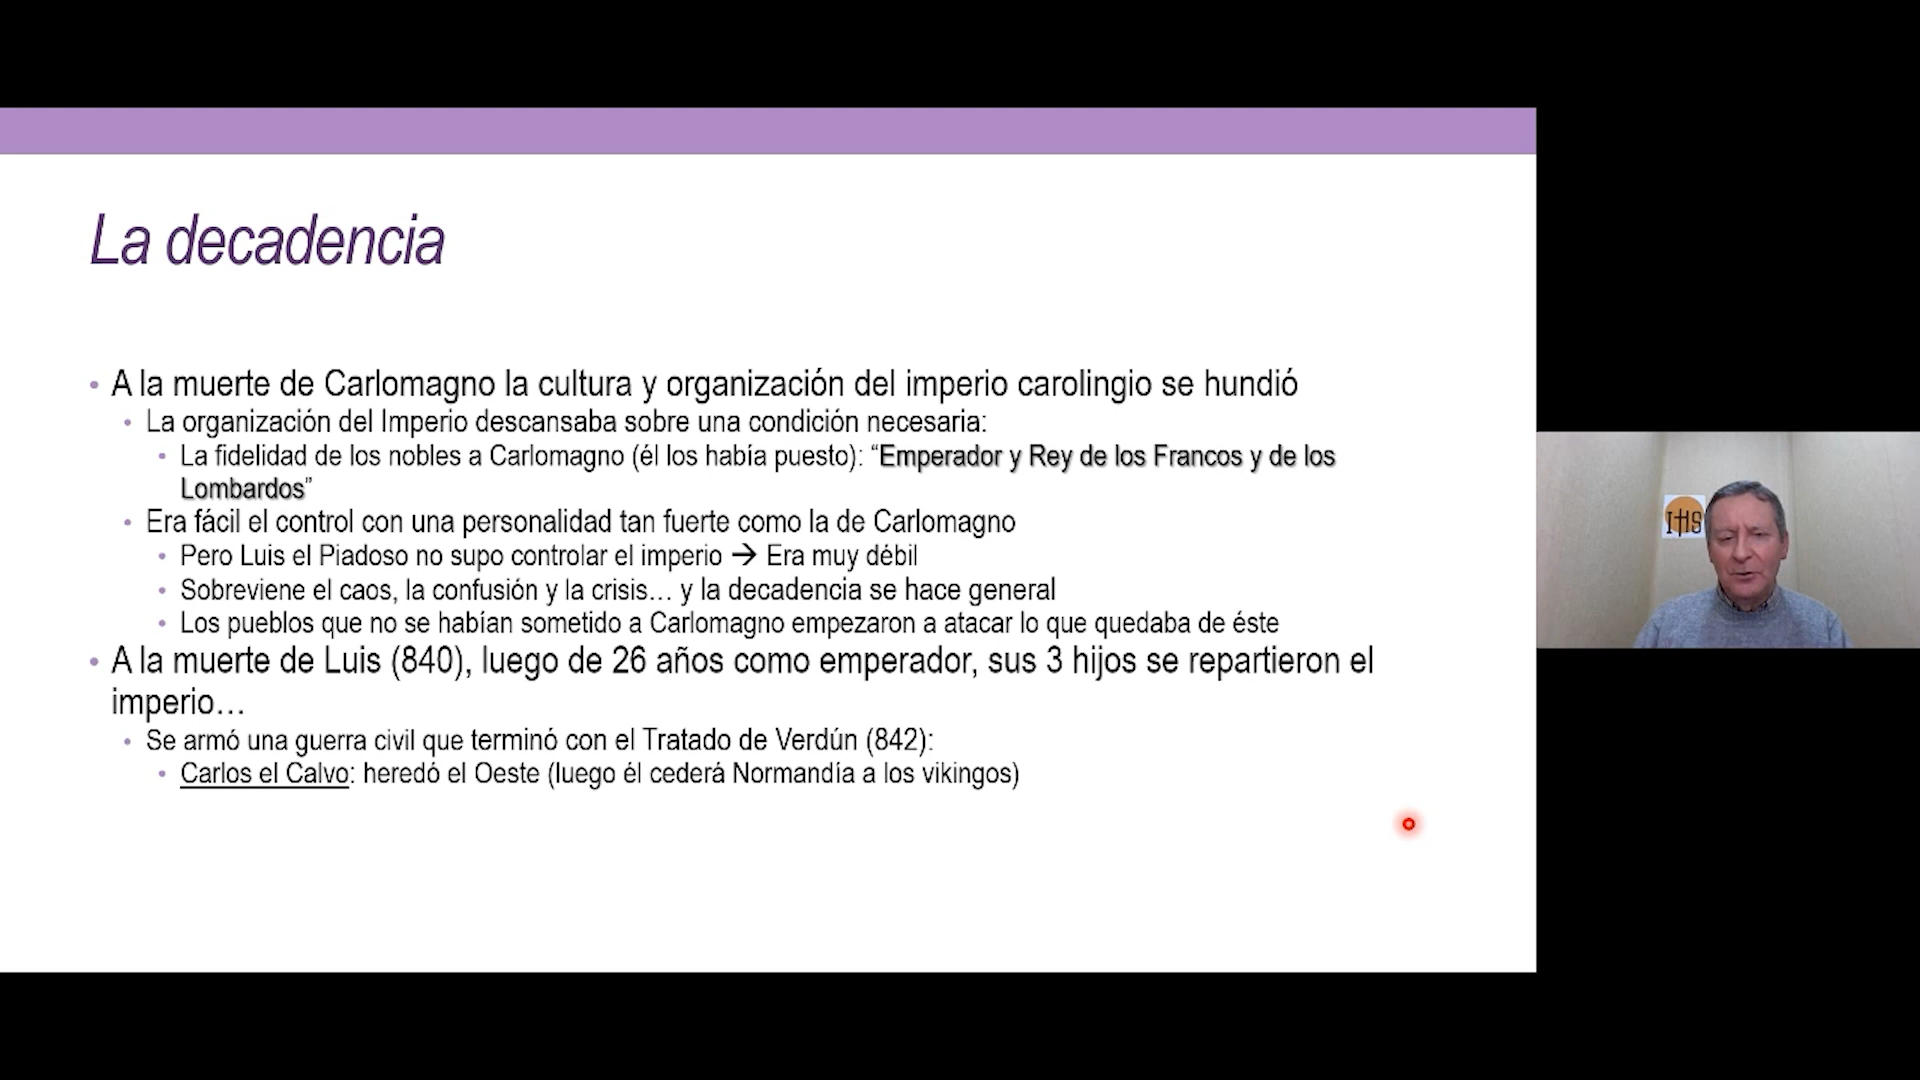 La decadencia
• A la muerte de Carlomagno la cultura y organización del imperio carolingio se hundió
• La organización del Imperio descansaba sobre una condición necesaria:
• La fidelidad de los nobles a Carlomagno (él los había puesto): “Emperador y Rey de los Francos y de los
Lombardos”
• Era fácil el control con una personalidad tan fuerte como la de Carlomagno
• Pero Luis el Piadoso no supo controlar el imperio → Era muy débil
• Sobreviene el caos, la confusión y la crisis… y la decadencia se hace general
• Los pueblos que no se habían sometido a Carlomagno empezaron a atacar lo que quedaba de éste
• A la muerte de Luis (840), luego de 26 años como emperador, sus 3 hijos se repartieron el
imperio…
• Se armó una guerra civil que terminó con el Tratado de Verdún (842):
• Carlos el Calvo: heredó el Oeste (luego él cederá Normandía a los vikingos)
IHS